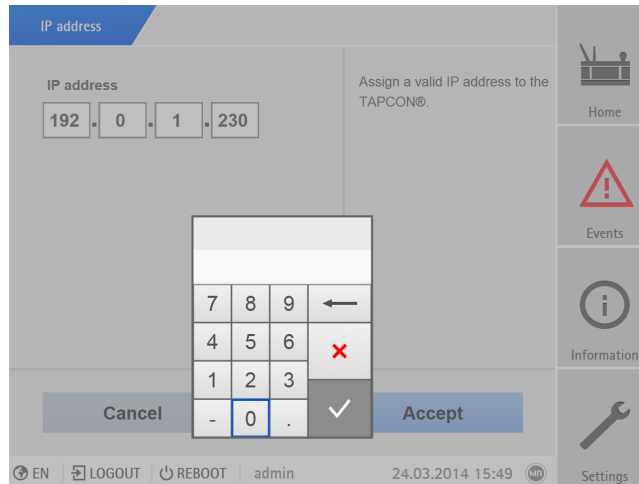 IP address
IP address
192 . 0 . 1 . 230
Assign a valid IP address to the
TAPCON®.
Home
Events
Information
Settings
7 8 9
4 5 6
1 2 3
- 0 .
Cancel
Accept
EN LOGOUT REBOOT admin 24.03.2014 15:49 MR